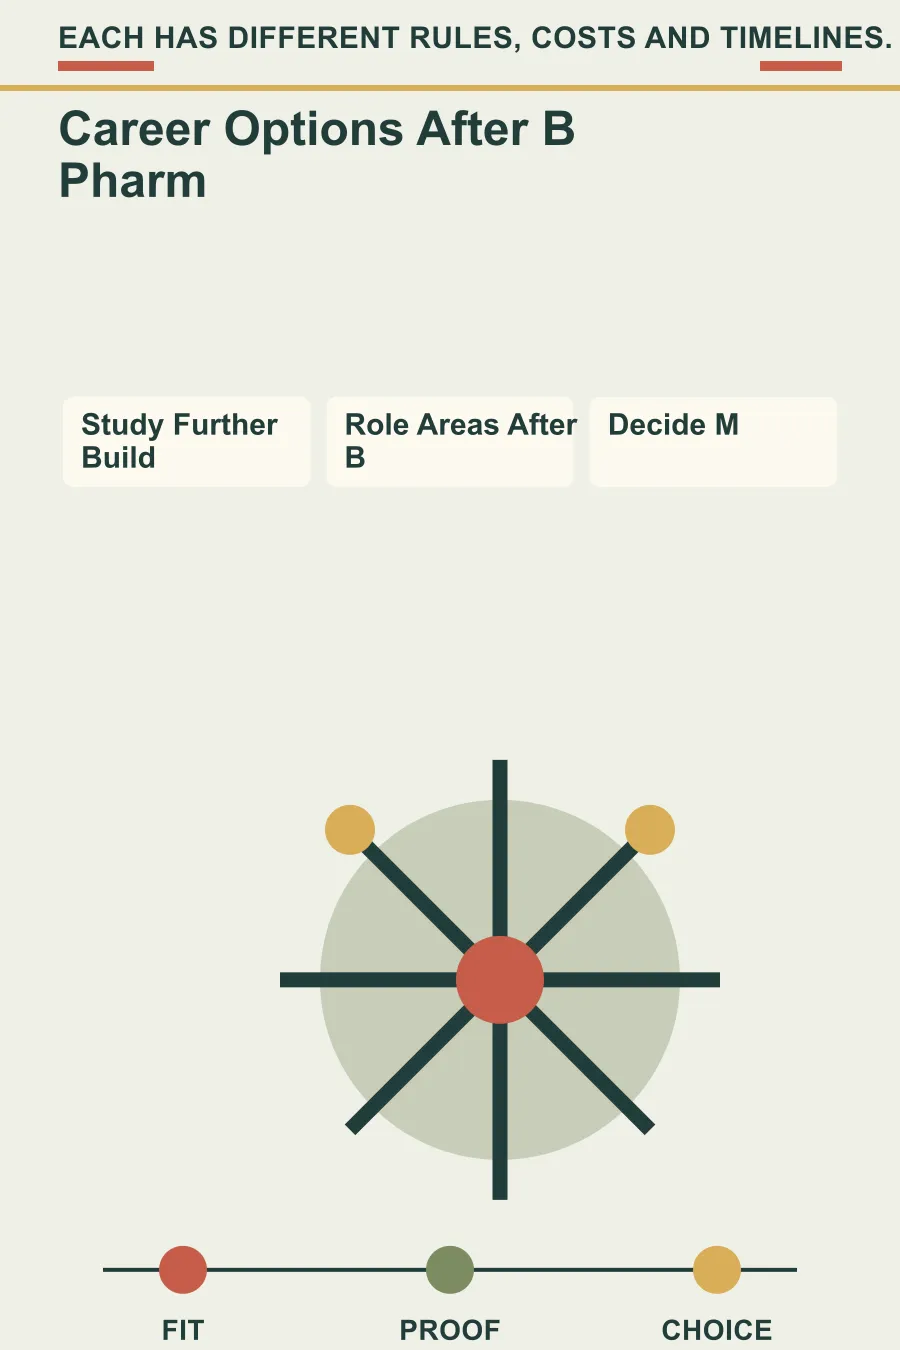 EACH HAS DIFFERENT RULES, COSTS AND TIMELINES.
Career Options After B
Pharm
Study Further
Build
Role Areas After
B
Decide M
FIT
PROOF
CHOICE